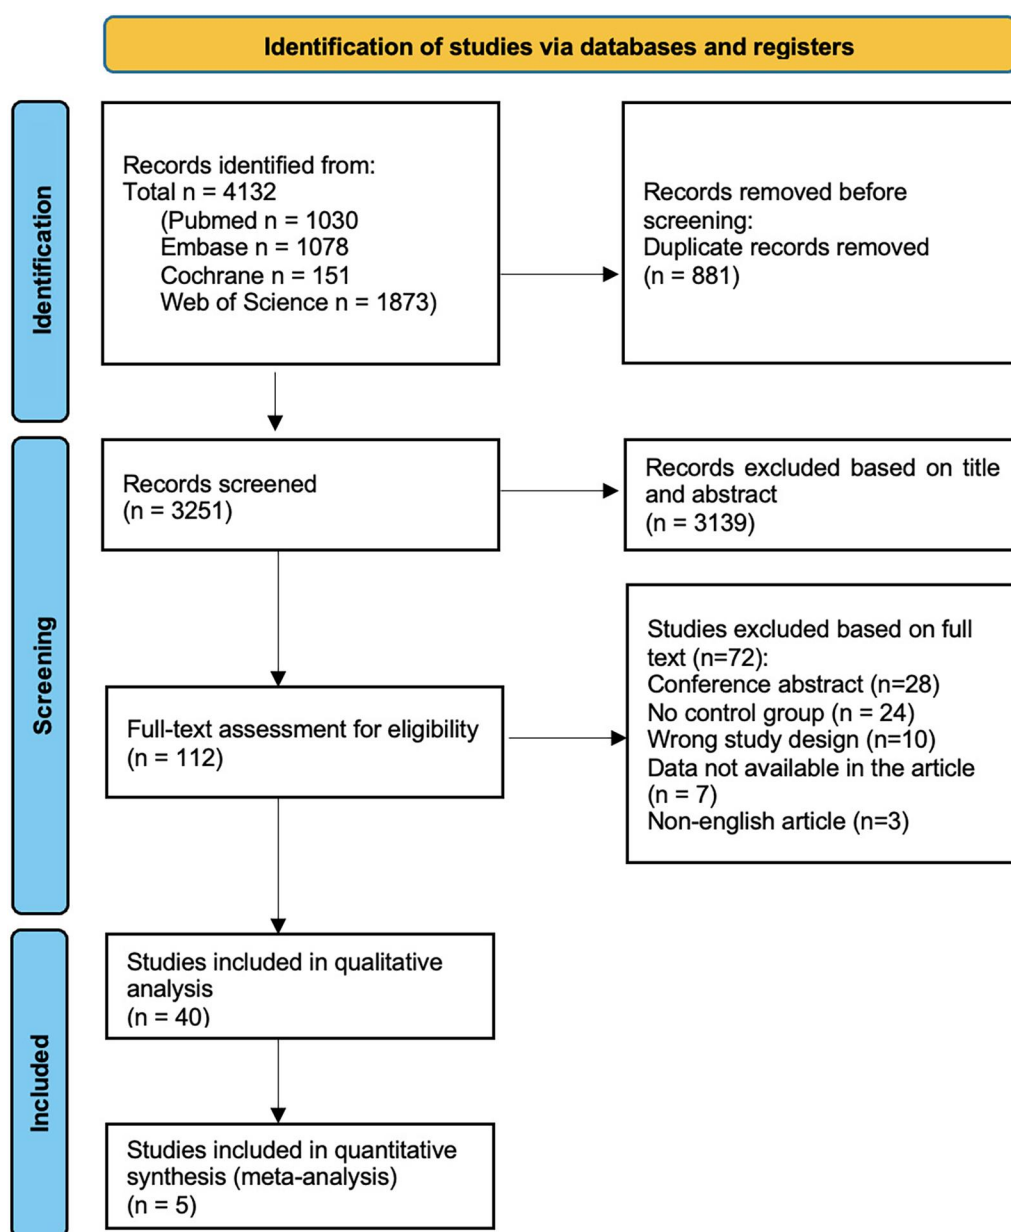 Identification of studies via databases and registers
Identification
Records identified from:
Total n = 4132
(Pubmed n = 1030
Embase n = 1078
Cochrane n = 151
Web of Science n = 1873)
Records removed before
screening:
Duplicate records removed
(n = 881)
Screening
Records screened
(n = 3251)
Records excluded based on title
and abstract
(n = 3139)
Full-text assessment for eligibility
(n = 112)
Studies excluded based on full
text (n=72):
Conference abstract (n=28)
No control group (n = 24)
Wrong study design (n=10)
Data not available in the article
(n = 7)
Non-english article (n=3)
Included
Studies included in qualitative
analysis
(n = 40)
Studies included in quantitative
synthesis (meta-analysis)
(n = 5)